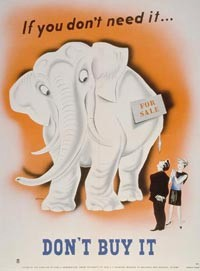 If you don't need it...
FOR
SALE
DON'T BUY IT